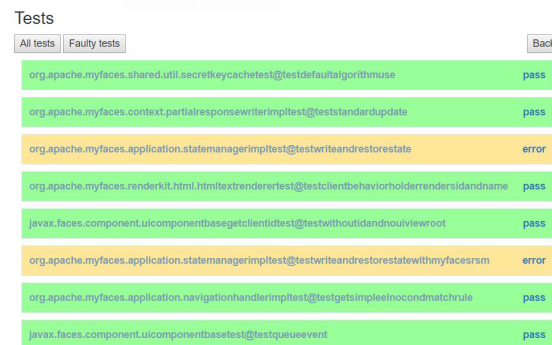 Tests
All tests Faulty tests Back
org.apache.myfaces.shared.util.secretkeycachetest@testdefaultalgorithmuse pass
org.apache.myfaces.context.partialresponsewriterimpltest@teststandardupdate pass
org.apache.myfaces.application.statemanagerimpltest@testwriteandrestorestate error
org.apache.myfaces.renderkit.html.htmltextrenderertest@testclientbehaviorholderrendersidandname pass
javax.faces.component.uicomponentbasegetclientidtest@testwithoutidandnouiviewroot pass
org.apache.myfaces.application.statemanagerimpltest@testwriteandrestorestatewithmyfacesrsm error
org.apache.myfaces.application.navigationhandlerimpltest@testgetsimpleelnocondmatchrule pass
javax.faces.component.uicomponentbasetest@testqueueevent pass